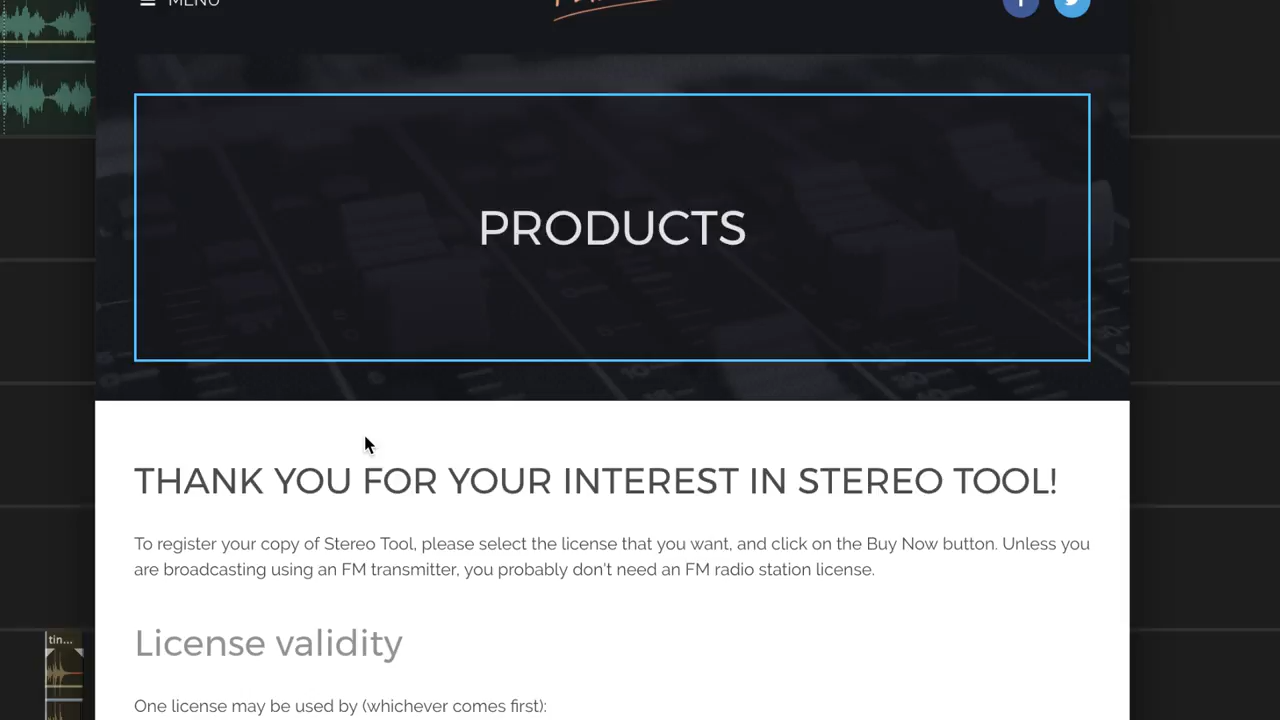 MENU
PRODUCTS
THANK YOU FOR YOUR INTEREST IN STEREO TOOL!
To register your copy of Stereo Tool, please select the license that you want, and click on the Buy Now button. Unless you
are broadcasting using an FM transmitter, you probably don't need an FM radio station license.
License validity
tin...
One license may be used by (whichever comes first):